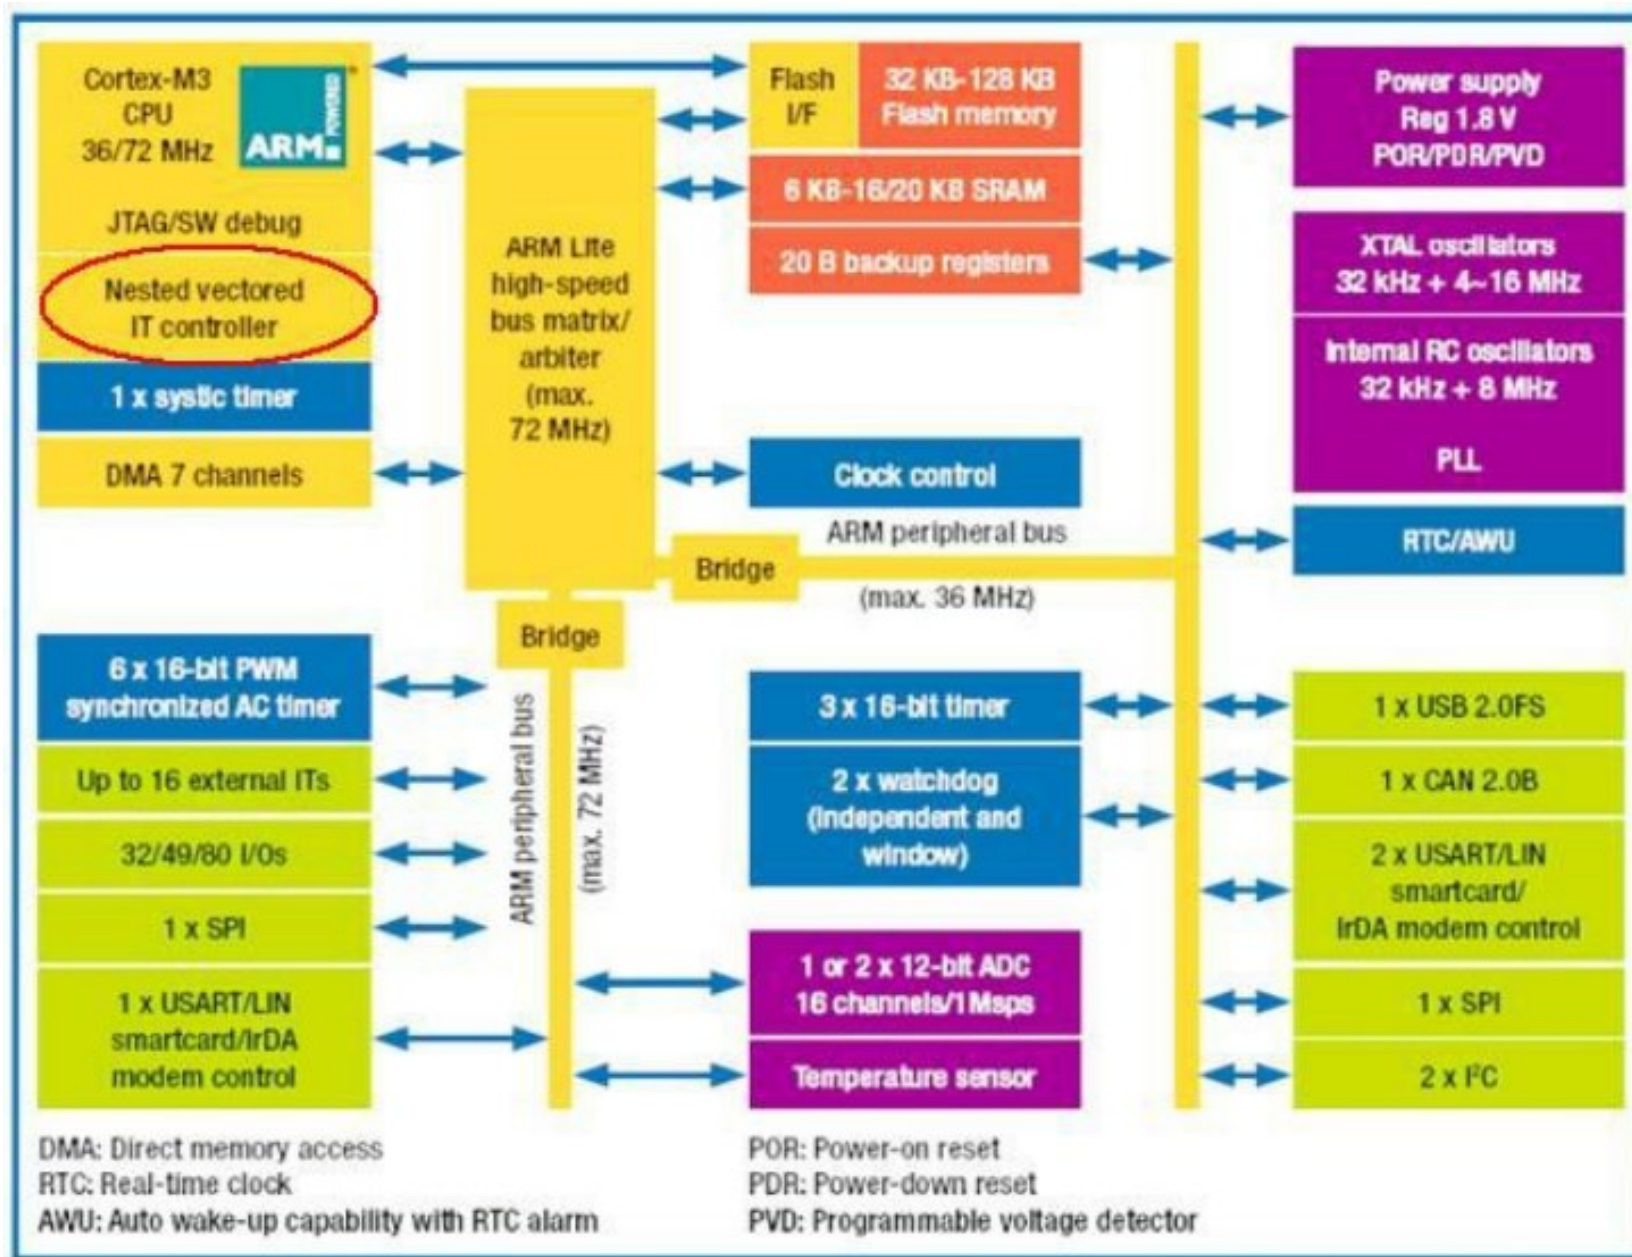 Cortex-M3
CPU
36/72 MHz
ARM
POWERED
JTAG/SW debug
Nested vectored
IT controller
1 x systic timer
DMA 7 channels
ARM Lite
high-speed
bus matrix/
arbiter
(max.
72 MHz)
Flash
I/F
32 KB-128 KB
Flash memory
6 KB-16/20 KB SRAM
20 B backup registers
Clock control
ARM peripheral bus
(max. 36 MHz)
Bridge
Bridge
Power supply
Reg 1.8 V
POR/PDR/PVD
XTAL oscillators
32 kHz + 4~16 MHz
Internal RC oscillators
32 kHz + 8 MHz
PLL
RTC/AWU
6 x 16-bit PWM
synchronized AC timer
Up to 16 external ITs
32/49/80 I/Os
1 x SPI
1 x USART/LIN
smartcard/IrDA
modem control
ARM peripheral bus
(max. 72 MHz)
3 x 16-bit timer
2 x watchdog
(independent and
window)
1 or 2 x 12-bit ADC
16 channels/1Msps
Temperature sensor
1 x USB 2.0FS
1 x CAN 2.0B
2 x USART/LIN
smartcard/
IrDA modem control
1 x SPI
2 x I²C
DMA: Direct memory access
RTC: Real-time clock
AWU: Auto wake-up capability with RTC alarm
POR: Power-on reset
PDR: Power-down reset
PVD: Programmable voltage detector